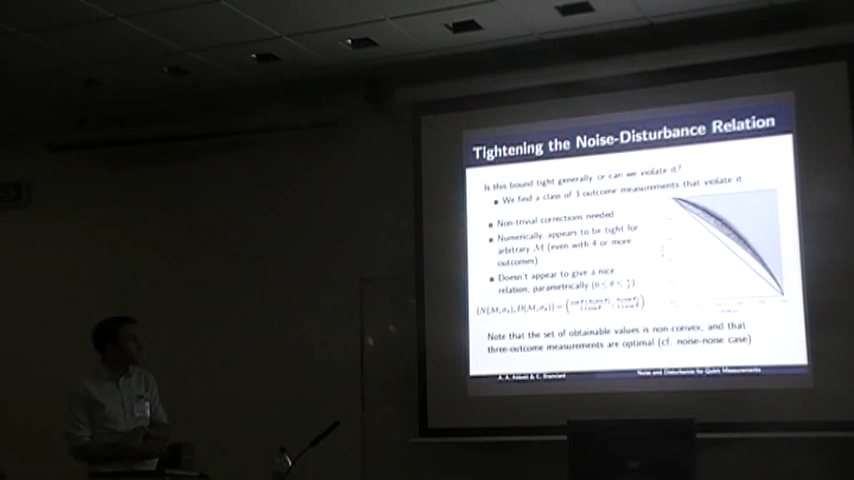 Tightening the Noise-Disturbance Relation
Is this bound tight generally, or can we violate it?
We find a class of 3-outcome measurements that violate it
Non-trivial corrections needed
Numerically, appears to be tight for
arbitrary M (even with 4 or more
outcomes)
Doesn't appear to give a nice
relation, parametrically
Note that the set of obtainable values is non convex, and that
three-outcome measurements are optimal (cf. noise-noise case)
A. A. Abbott & C. Branciard Noise and Disturbance for Qubit Measurements